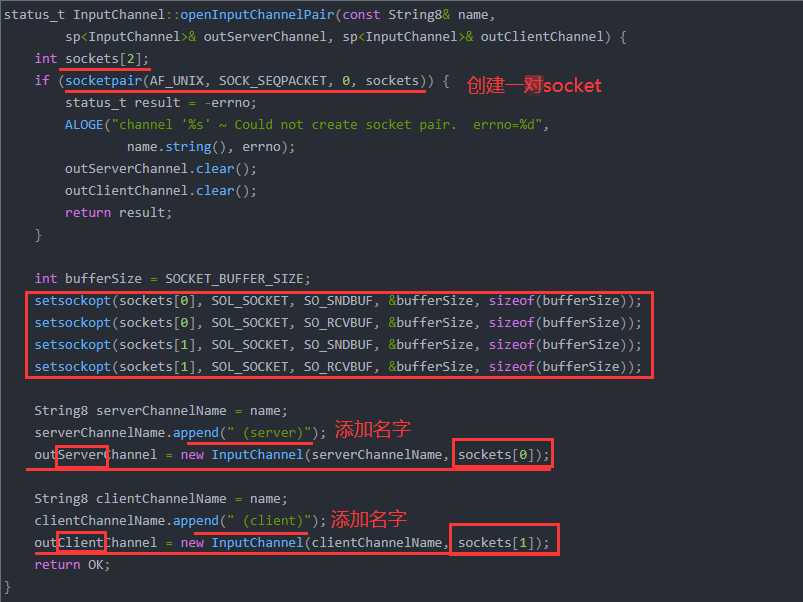 status_t InputChannel::openInputChannelPair(const String8& name,
        sp<InputChannel>& outServerChannel, sp<InputChannel>& outClientChannel) {
    int sockets[2];
    if (socketpair(AF_UNIX, SOCK_SEQPACKET, 0, sockets)) { 创建一对socket
        status_t result = -errno;
        ALOGE("channel '%s' ~ Could not create socket pair.  errno=%d",
                name.string(), errno);
        outServerChannel.clear();
        outClientChannel.clear();
        return result;
    }
    int bufferSize = SOCKET_BUFFER_SIZE;
    setsockopt(sockets[0], SOL_SOCKET, SO_SNDBUF, &bufferSize, sizeof(bufferSize));
    setsockopt(sockets[0], SOL_SOCKET, SO_RCVBUF, &bufferSize, sizeof(bufferSize));
    setsockopt(sockets[1], SOL_SOCKET, SO_SNDBUF, &bufferSize, sizeof(bufferSize));
    setsockopt(sockets[1], SOL_SOCKET, SO_RCVBUF, &bufferSize, sizeof(bufferSize));
    String8 serverChannelName = name;
    serverChannelName.append(" (server)"); 添加名字
    outServerChannel = new InputChannel(serverChannelName, sockets[0]);
    String8 clientChannelName = name;
    clientChannelName.append(" (client)"); 添加名字
    outClientChannel = new InputChannel(clientChannelName, sockets[1]);
    return OK;
}